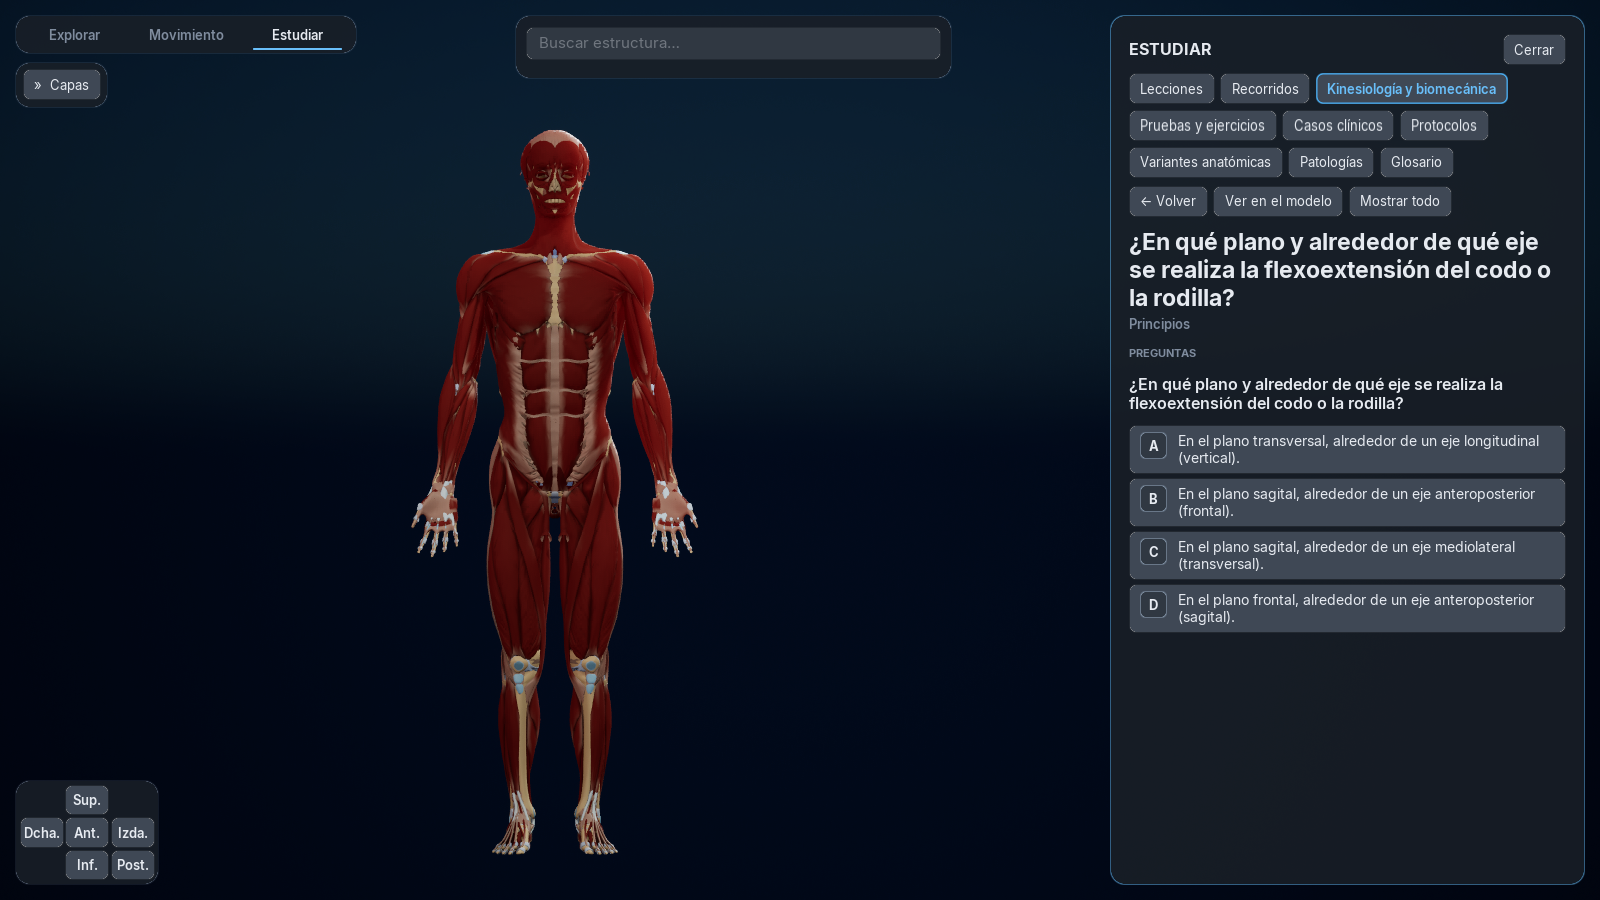 Explorar
Movimiento
Estudiar
» Capas
Buscar estructura...
ESTUDIAR
Cerrar
Lecciones
Recorridos
Kinesiología y biomecánica
Pruebas y ejercicios
Casos clínicos
Protocolos
Variantes anatómicas
Patologías
Glosario
← Volver
Ver en el modelo
Mostrar todo
¿En qué plano y alrededor de qué eje
se realiza la flexoextensión del codo o
la rodilla?
Principios
PREGUNTAS
¿En qué plano y alrededor de qué eje se realiza la
flexoextensión del codo o la rodilla?
A
En el plano transversal, alrededor de un eje longitudinal
(vertical).
B
En el plano sagital, alrededor de un eje anteroposterior
(frontal).
C
En el plano sagital, alrededor de un eje mediolateral
(transversal).
D
En el plano frontal, alrededor de un eje anteroposterior
(sagital).
Sup.
Dcha.
Ant.
Izda.
Inf.
Post.